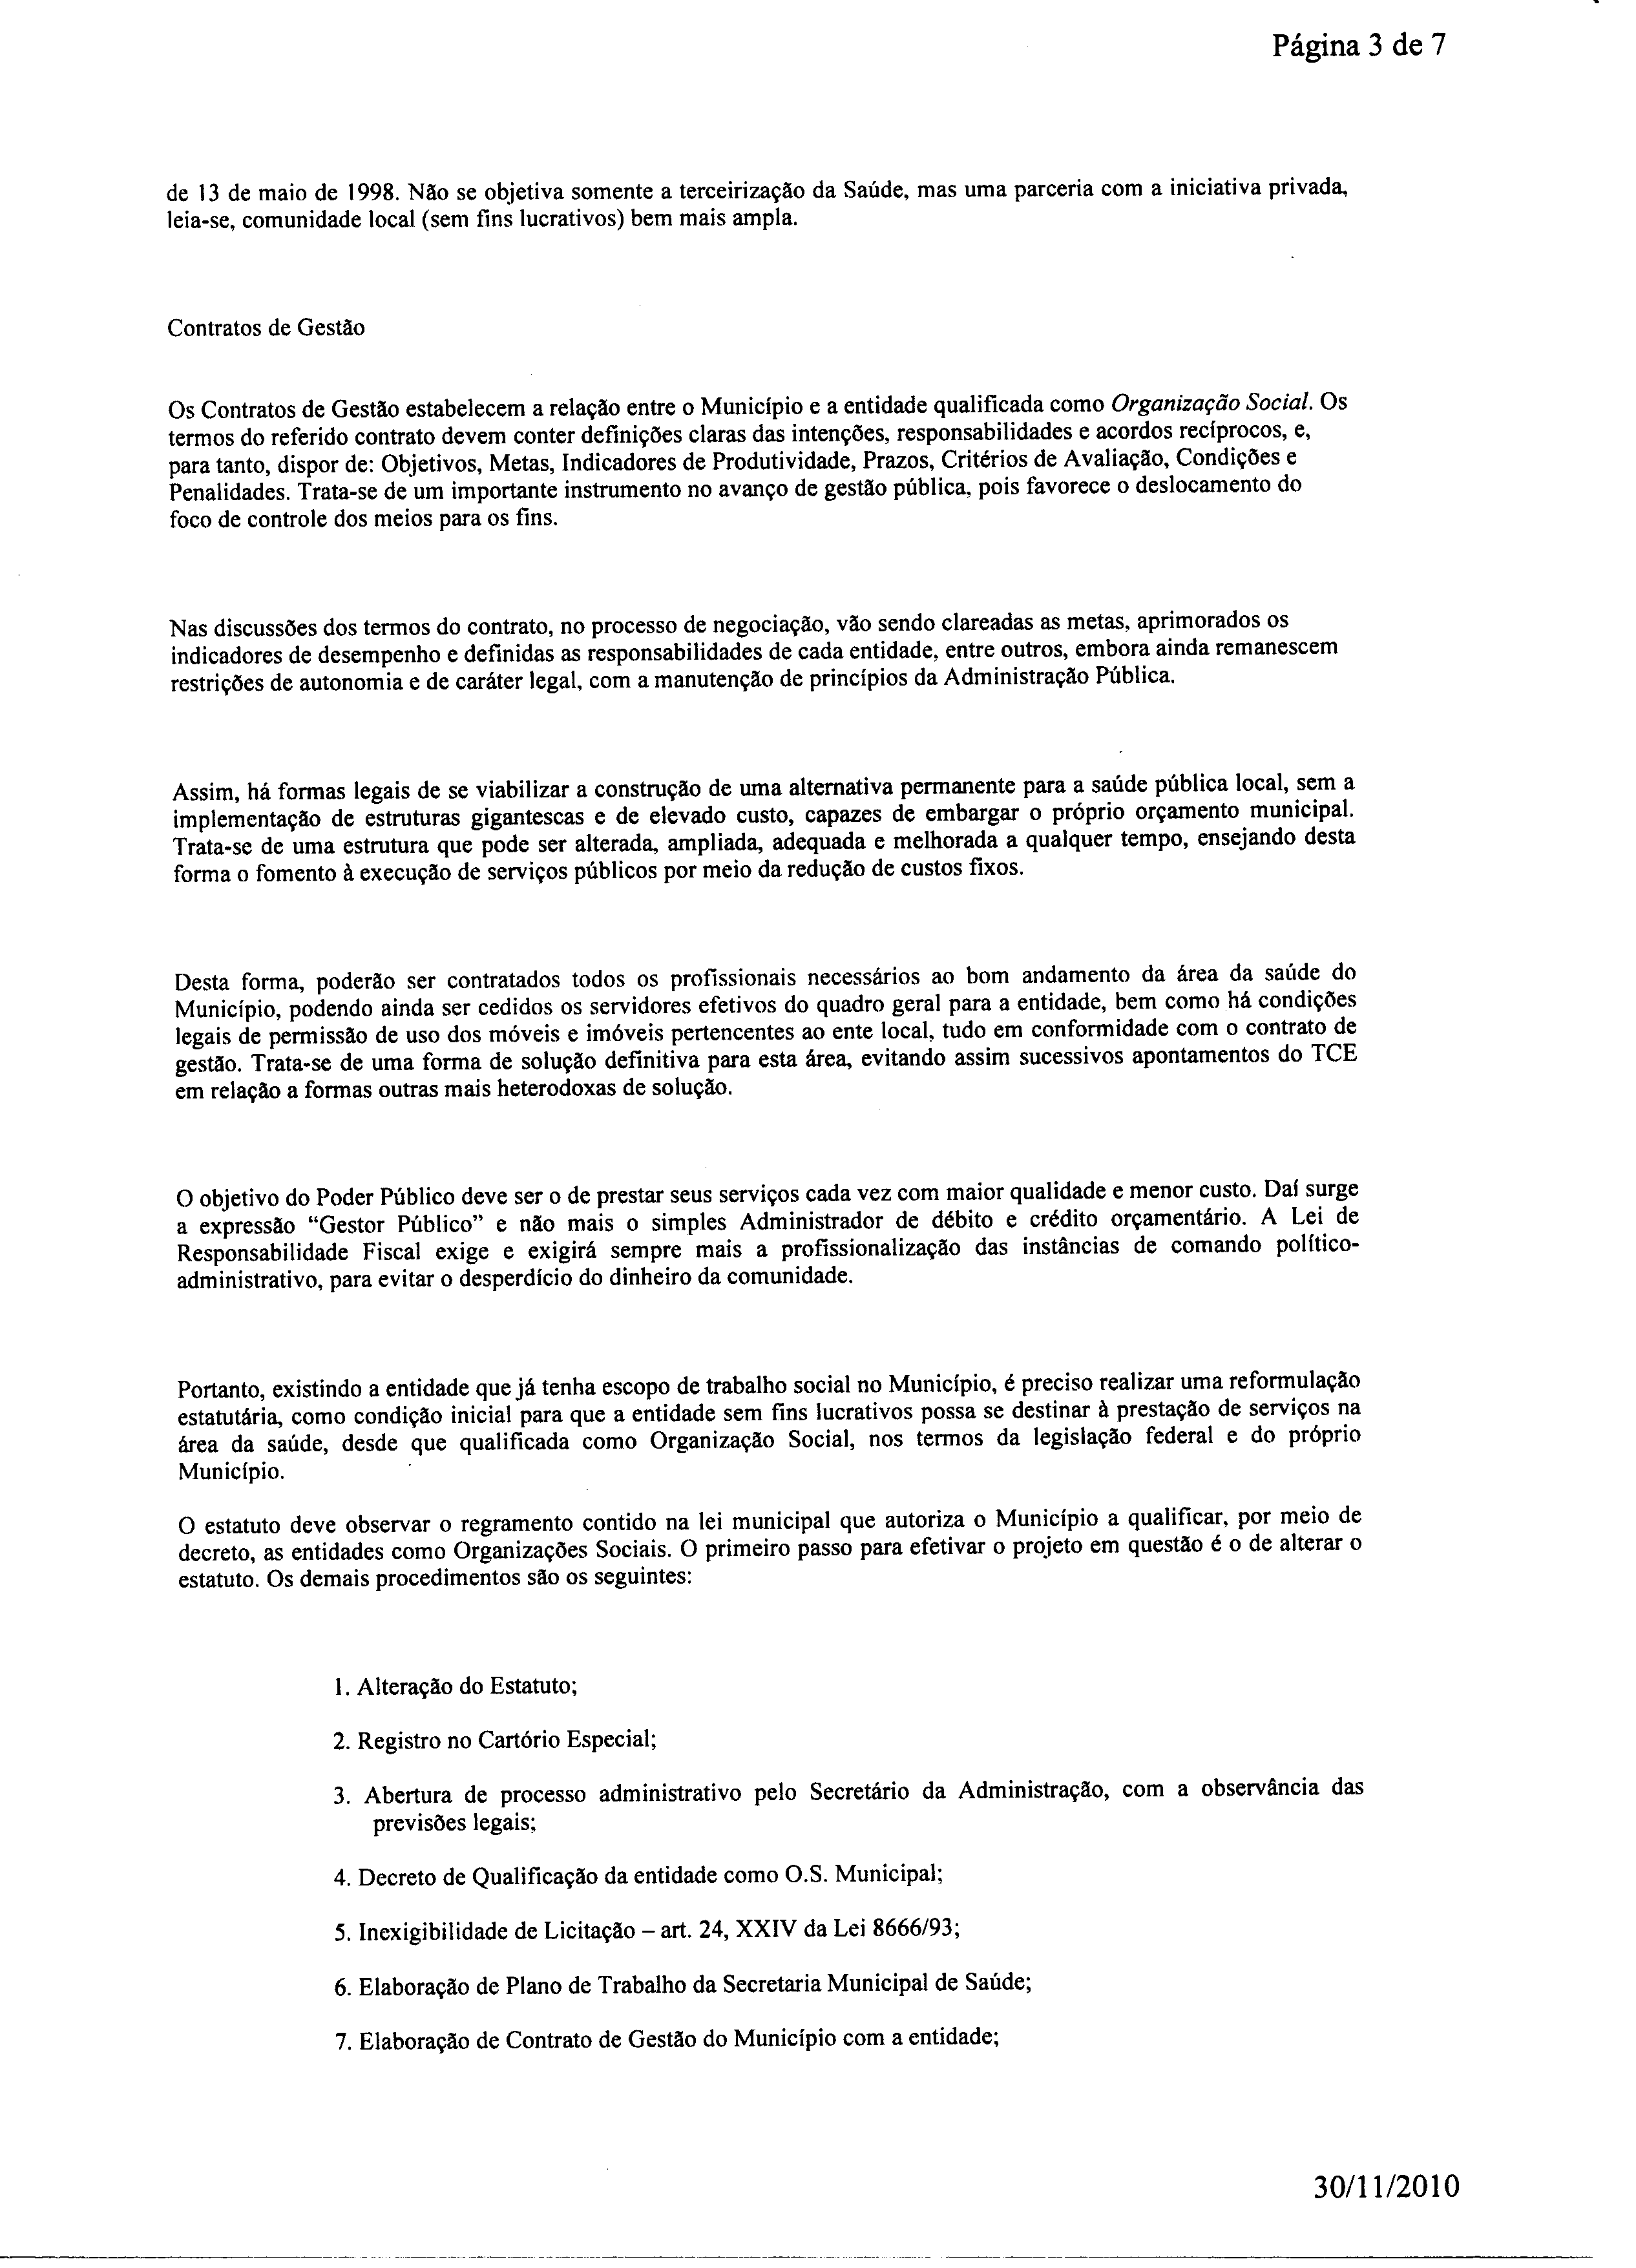 Página 3 de 7
de 13 de maio de 1998. Não se objetiva somente a terceirização da Saúde, mas uma parceria com a iniciativa privada,
leia-se, comunidade local (sem fins lucrativos) bem mais ampla.
Contratos de Gestão
Os Contratos de Gestão estabelecem a relação entre o Município e a entidade qualificada como Organização Social. Os
termos do referido contrato devem conter definições claras das intenções, responsabilidades e acordos recíprocos, e,
para tanto, dispor de: Objetivos, Metas, Indicadores de Produtividade, Prazos, Critérios de Avaliação, Condições e
Penalidades. Trata-se de um importante instrumento no avanço de gestão pública, pois favorece o deslocamento do
foco de controle dos meios para os fins.
Nas discussões dos termos do contrato, no processo de negociação, vão sendo clareadas as metas, aprimorados os
indicadores de desempenho e definidas as responsabilidades de cada entidade, entre outros, embora ainda remanescem
restrições de autonomia e de caráter legal, com a manutenção de princípios da Administração Pública.
Assim, há formas legais de se viabilizar a construção de uma alternativa permanente para a saúde pública local, sem a
implementação de estruturas gigantescas e de elevado custo, capazes de embargar o próprio orçamento municipal.
Trata-se de uma estrutura que pode ser alterada, ampliada, adequada e melhorada a qualquer tempo, ensejando desta
forma o fomento à execução de serviços públicos por meio da redução de custos fixos.
Desta forma, poderão ser contratados todos os profissionais necessários ao bom andamento da área da saúde do
Município, podendo ainda ser cedidos os servidores efetivos do quadro geral para a entidade, bem como há condições
legais de permissão de uso dos móveis e imóveis pertencentes ao ente local, tudo em conformidade com o contrato de
gestão. Trata-se de uma forma de solução definitiva para esta área, evitando assim sucessivos apontamentos do TCE
em relação a formas outras mais heterodoxas de solução.
O objetivo do Poder Público deve ser o de prestar seus serviços cada vez com maior qualidade e menor custo. Daí surge
a expressão “Gestor Público” e não mais o simples Administrador de débito e crédito orçamentário. A Lei de
Responsabilidade Fiscal exige e exigirá sempre mais a profissionalização das instâncias de comando político-
administrativo, para evitar o desperdício do dinheiro da comunidade.
Portanto, existindo a entidade que já tenha escopo de trabalho social no Município, é preciso realizar uma reformulação
estatutária, como condição inicial para que a entidade sem fins lucrativos possa se destinar à prestação de serviços na
área da saúde, desde que qualificada como Organização Social, nos termos da legislação federal e do próprio
Município.
O estatuto deve observar o regramento contido na lei municipal que autoriza o Município a qualificar, por meio de
decreto, as entidades como Organizações Sociais. O primeiro passo para efetivar o projeto em questão é o de alterar o
estatuto. Os demais procedimentos são os seguintes:
1. Alteração do Estatuto;
2. Registro no Cartório Especial;
3. Abertura de processo administrativo pelo Secretário da Administração, com a observância das
previsões legais;
4. Decreto de Qualificação da entidade como O.S. Municipal;
5. Inexigibilidade de Licitação – art. 24, XXIV da Lei 8666/93;
6. Elaboração de Plano de Trabalho da Secretaria Municipal de Saúde;
7. Elaboração de Contrato de Gestão do Município com a entidade;
30/11/2010